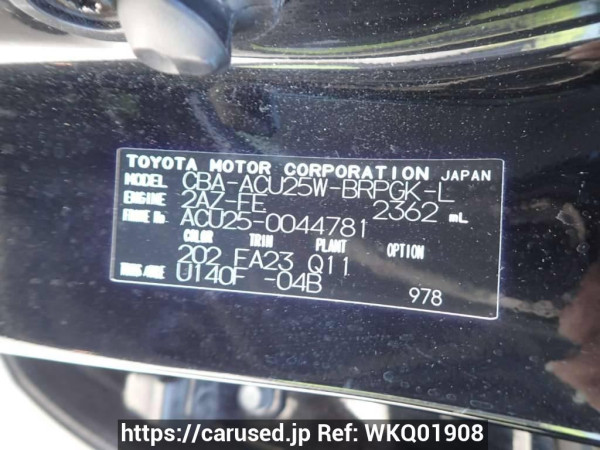 TOYOTA MOTOR CORPORATION JAPAN
MODEL CBA-ACU25W-BRPGK-L
ENGINE 2AZ-FE 2362 mL
FRAME No. ACU25-0044781
COLOR TRIM PLANT OPTION
202 FA23 Q11
TRANS/AXLE U140F -04B
978
https://carused.jp Ref: WKQ01908